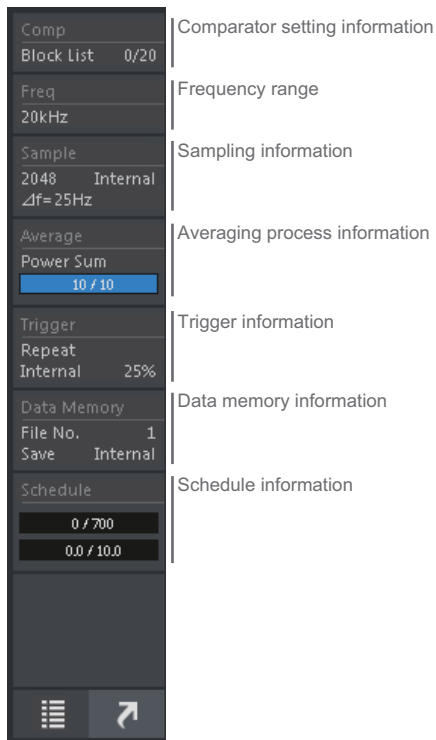 Comp
Block List 0/20
Comparator setting information
Freq
20kHz
Frequency range
Sample
2048 Internal
⊿f=25Hz
Sampling information
Average
Power Sum
10 / 10
Averaging process information
Trigger
Repeat
Internal 25%
Trigger information
Data Memory
File No. 1
Save Internal
Data memory information
Schedule
0 / 700
0.0 / 10.0
Schedule information